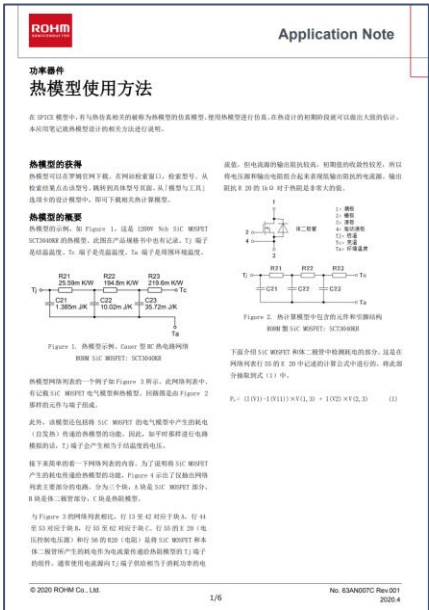 ROHM
SEMICONDUCTOR
Application Note
功率器件
热模型使用方法
在 SPICE 模型中,有与热仿真相关的被称为热模型的仿真模型。使用热模型进行仿真,在热设计的初期阶段就可以做出大致的估计。
本应用笔记就热模型设计的相关方法进行说明。
热模型的获得
热模型可以在罗姆官网下载。在网站检索窗口,检索型号。从
检索结果点击该型号,跳转到具体型号页面。从「模型与工具」
选项卡的设计模型中,即可下载相关热计算模型。
热模型的概要
热模型的示例,如 Figure 1。这是 1200V Nch SiC MOSFET
SCT3040KR 的热模型。此图在产品规格书中也有记录。Tj 端子
是结温温度。Tc 端子是壳温温度。Ta 端子是周围环境温度。
R21 R22 R23
25.59m K/W 194.8m K/W 219.6m K/W
Tj Tc
C21 C22 C23
1.385m J/K 10.02m J/K 35.72m J/K
Ta
Figure 1. 热模型示例。Cauer 型 RC 热电路网络
ROHM SiC MOSFET: SCT3040KR
热模型网络列表的一个例子如 Figure 3 所示。此网络列表中,
有记载 SiC MOSFET 电气模型和热模型。回路图是由 Figure 2
那样的元件与端子组成。
此外,该模型还包括将 SiC MOSFET 的电气模型中产生的耗电
(自发热)传递给热模型的功能。因此,如平时那样进行电路
模拟的话,Tj 端子会产生相当于结温度的电压。
接下来简单的看一下网络列表的内容。为了说明将 SiC MOSFET
产生的耗电传递给热模型的功能,Figure 4 示出了仅抽出网络
列表主要部分的电路。分为三个块,A 块是 SiC MOSFET 部分,
B 块是体二极管部分,C 块是热阻模型。
与 Figure 3 的网络列表相比,行 13 至 42 对应于块 A,行 44
至 53 对应于块 B,行 55 至 62 对应于块 C。行 55 的 E 20(电
压控制电压源)和行 56 的 R20(电阻)是将 SiC MOSFET 和本
体二极管所产生的耗电作为电流量传递给热阻模型的 Tj 端子
的组件。通常使用电流源向 Tj 端子供给相当于消耗功率的电
流值,但电流源的输出阻抗较高,初期值的收敛性较差,所以
将电压源和输出电阻组合起来表现低输出阻抗的电流源。输出
阻抗 R 20 的 1kΩ 对于热阻是非常大的值。
1
2
4
3
体二极管
1: 漏极
2: 栅极
3: 源极
4: 驱动源极
Tj: 结温
Tc: 壳温
Ta: 环境温度
R21 R22 R23
Tj Tc
C21 C22 C23
Ta
Figure 2. 热计算模型中包含的元件和引脚结构
ROHM 製 SiC MOSFET: SCT3040KR
下面介绍 SiC MOSFET 和体二极管中检测耗电的部分。这是在
网络列表行 55 的 E 20 中记述的计算公式中进行的。将此部
分抽取到式(1)中。
© 2020 ROHM Co., Ltd.
1/6
No. 63AN007C Rev.001
2020.4